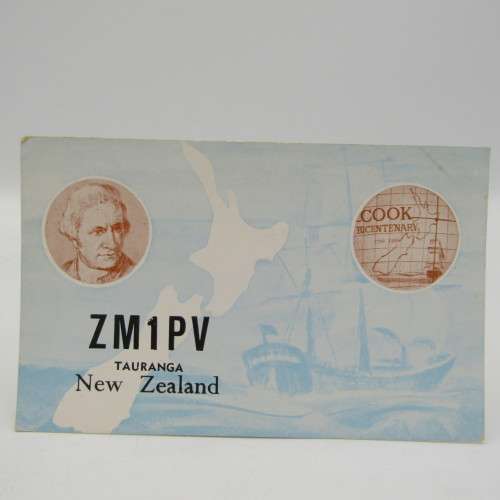 COOK
BICENTENARY
ZM1PV
TAURANGA
New Zealand